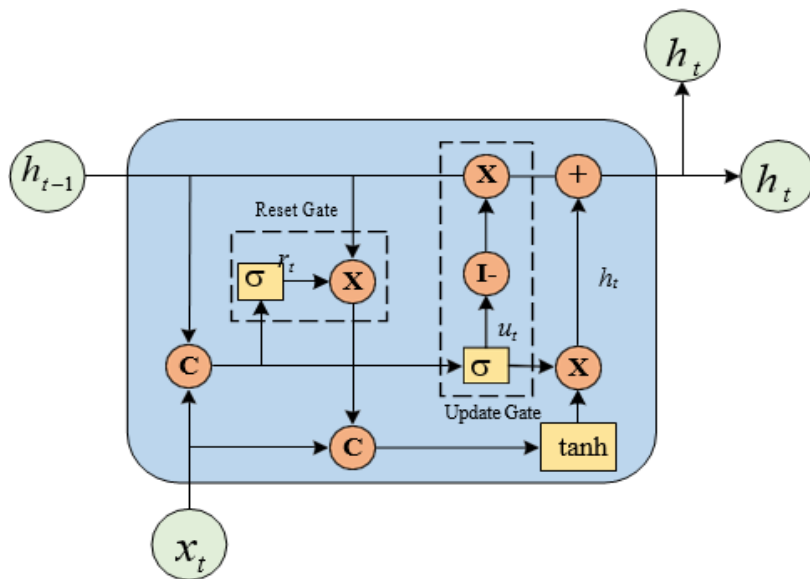 h_t
h_{t-1}
X
+
h_t
Reset Gate
r_t
σ
X
I-
h_t
u_t
C
σ
X
Update Gate
C
tanh
x_t